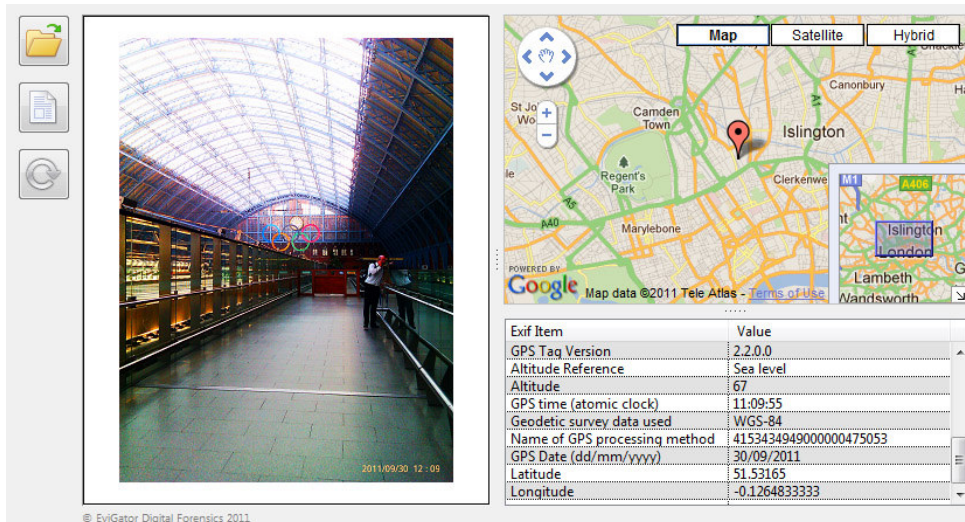 2011/09/30 12:09
Map
Satellite
Hybrid
Canonbury
A1
St Jo
Wo
Camden
Town
Islington
Regent's
Park
Clerkenwe
A5
A40
Marylebone
M1
A406
Islington
London
Lambeth
Wandsworth
POWERED BY
Google
Map data ©2011 Tele Atlas - Terms of Use
Exif Item Value
GPS Tag Version 2.2.0.0
Altitude Reference Sea level
Altitude 67
GPS time (atomic clock) 11:09:55
Geodetic survey data used WGS-84
Name of GPS processing method 4153434949000000475053
GPS Date (dd/mm/yyyy) 30/09/2011
Latitude 51.53165
Longitude -0.1264833333
© EviGator Digital Forensics 2011